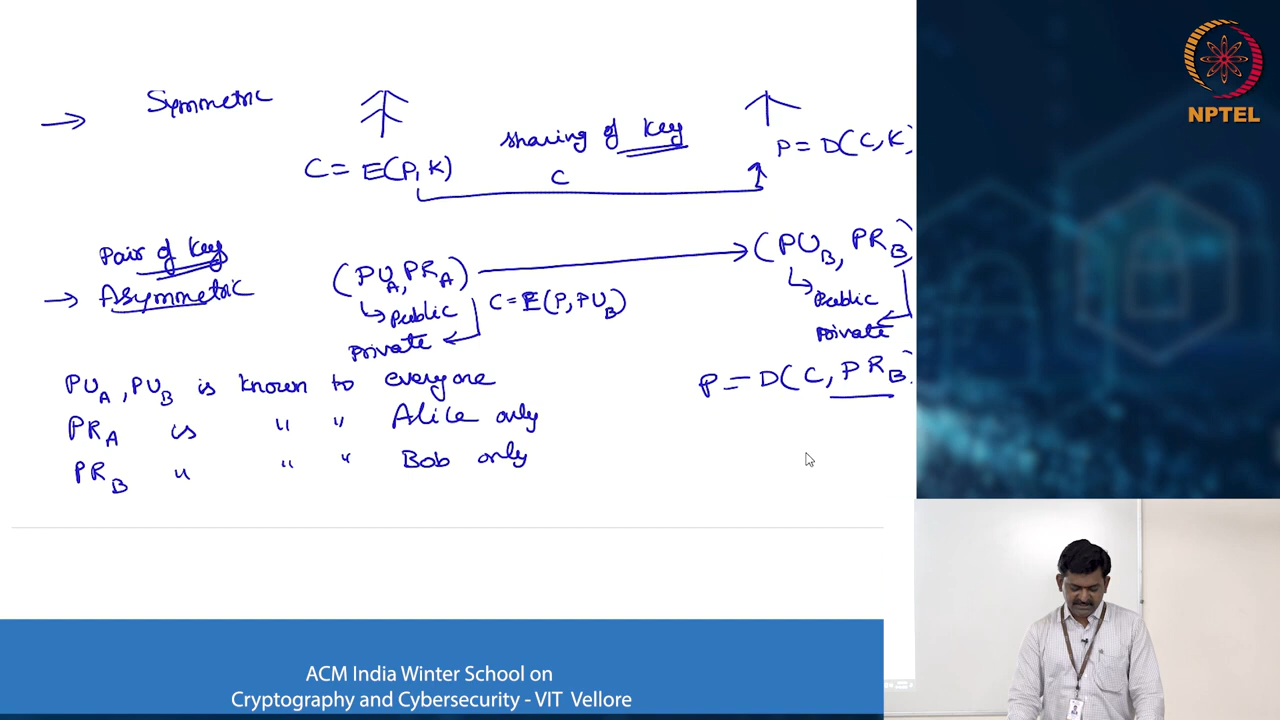 → Symmetric
sharing of key
P = D(C, K)
C = E(P, K)
C
Pair of key
→ Asymmetric
(PU_A, PR_A)
(PU_B, PR_B)
C = E(P, PU_B)
Public
Private
Public
Private
PU_A, PU_B is known to everyone
P = D(C, PR_B)
PR_A is " " Alice only
PR_B " " " Bob only
NPTEL
ACM India Winter School on
Cryptography and Cybersecurity - VIT Vellore